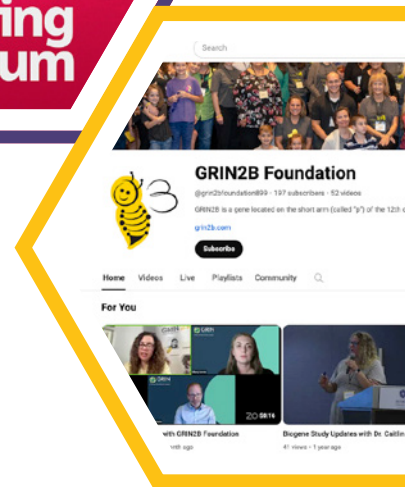 ing
um
Search
GRIN2B Foundation
@grin2bfoundation899 · 197 subscribers · 52 videos
GRIN2B is a gene located on the short arm (called "p") of the 12th
grin2b.com
Subscribe
Home Videos Live Playlists Community
For You
with GRIN2B Foundation
ago
Biogene Study Updates with Dr. Caitlin
41 views · 1 year ago